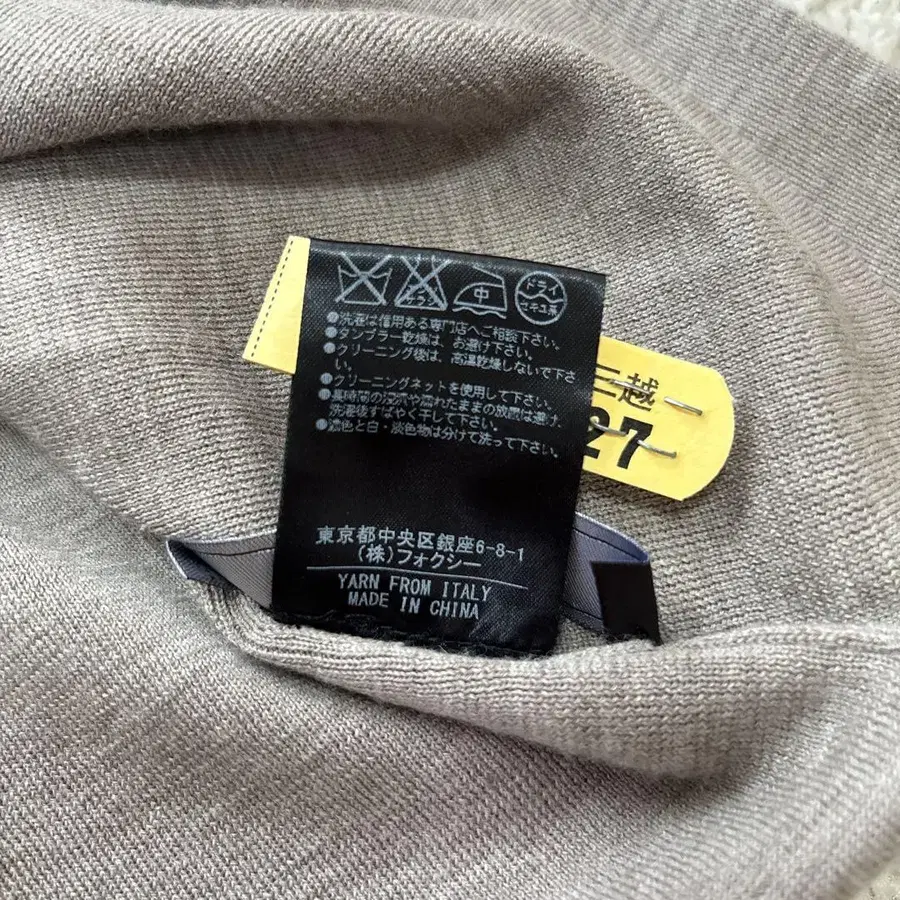 エンソ サラシ
中
ドライ
セキユ系
●洗濯は信用ある専門店へご相談下さい。
●タンブラー乾燥は、お避け下さい。
●クリーニング後は、高温乾燥しないで下さい。
●クリーニングネットを使用して下さい。
●長時間の浸漬や濡れたままの放置は避け、
洗濯後すばやく干して下さい。
●濃色と白・淡色物は分けて洗って下さい。
三越
27
東京都中央区銀座6-8-1
(株)フォクシー
YARN FROM ITALY
MADE IN CHINA